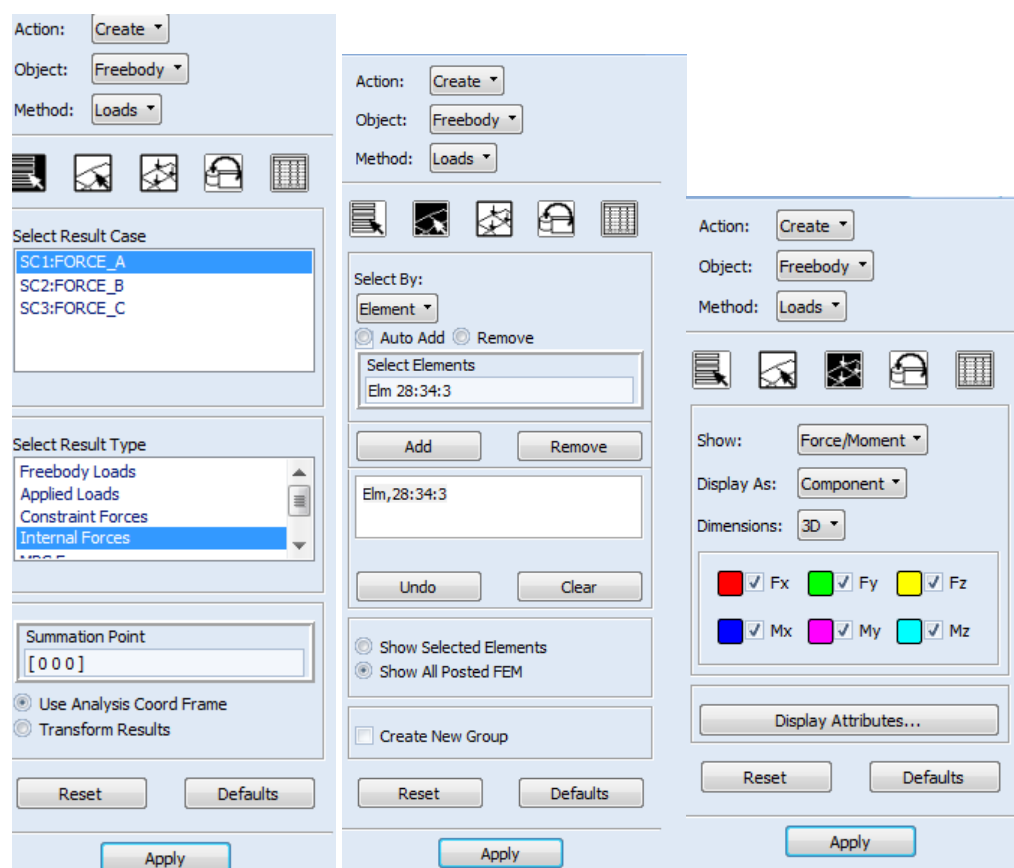 Action: Create
Object: Freebody
Method: Loads
Select Result Case
SC1:FORCE_A
SC2:FORCE_B
SC3:FORCE_C
Select Result Type
Freebody Loads
Applied Loads
Constraint Forces
Internal Forces
Summation Point
[0 0 0]
Use Analysis Coord Frame
Transform Results
Reset Defaults
Apply
Action: Create
Object: Freebody
Method: Loads
Select By:
Element
Auto Add Remove
Select Elements
Elm 28:34:3
Add Remove
Elm,28:34:3
Undo Clear
Show Selected Elements
Show All Posted FEM
Create New Group
Reset Defaults
Apply
Action: Create
Object: Freebody
Method: Loads
Show: Force/Moment
Display As: Component
Dimensions: 3D
Fx Fy Fz
Mx My Mz
Display Attributes...
Reset Defaults
Apply